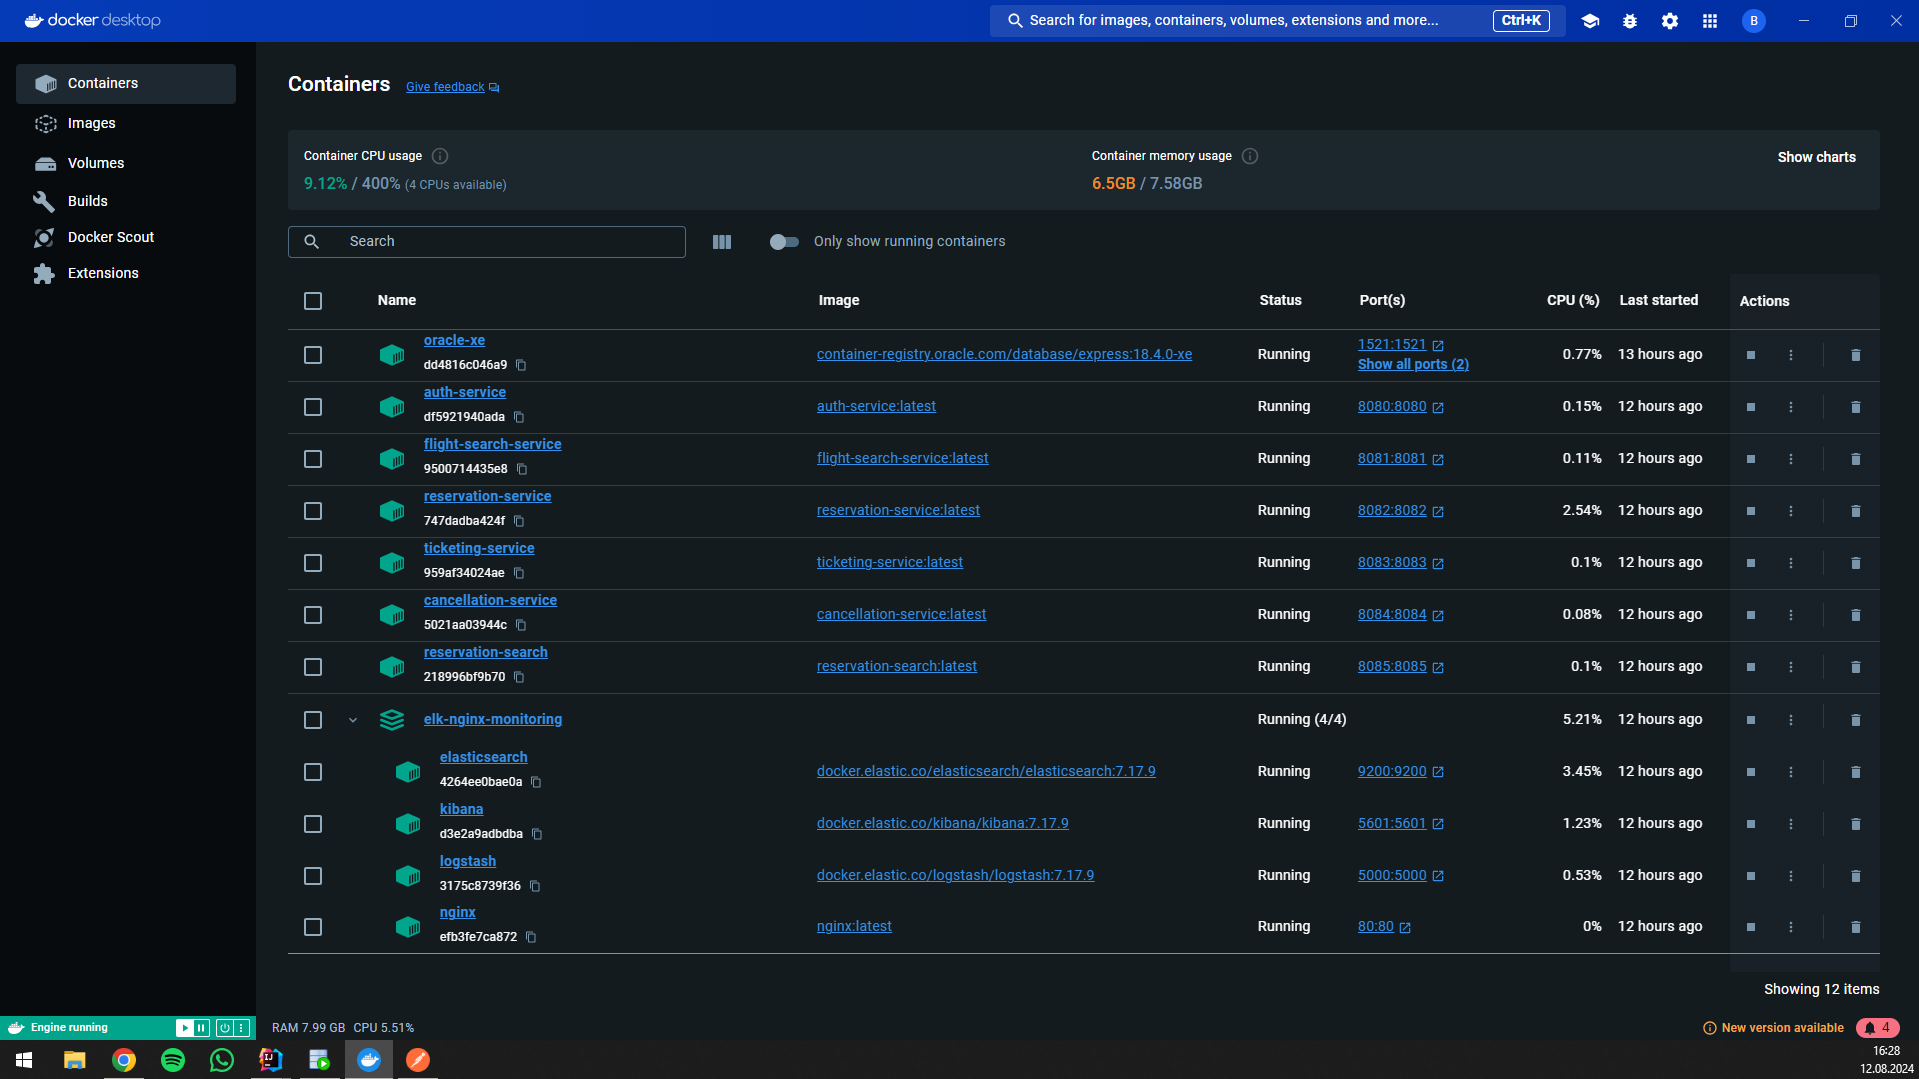 docker desktop
Search for images, containers, volumes, extensions and more...
Ctrl+K
B
Containers
Images
Volumes
Builds
Docker Scout
Extensions
Containers
Give feedback
Container CPU usage
9.12% / 400% (4 CPUs available)
Container memory usage
6.5GB / 7.58GB
Show charts
Search
Only show running containers
Name Image Status Port(s) CPU (%) Last started Actions
oracle-xe
dd4816c046a9
container-registry.oracle.com/database/express:18.4.0-xe
Running
1521:1521
Show all ports (2)
0.77%
13 hours ago
auth-service
df5921940ada
auth-service:latest
Running
8080:8080
0.15%
12 hours ago
flight-search-service
9500714435e8
flight-search-service:latest
Running
8081:8081
0.11%
12 hours ago
reservation-service
747dadba424f
reservation-service:latest
Running
8082:8082
2.54%
12 hours ago
ticketing-service
959af34024ae
ticketing-service:latest
Running
8083:8083
0.1%
12 hours ago
cancellation-service
5021aa03944c
cancellation-service:latest
Running
8084:8084
0.08%
12 hours ago
reservation-search
218996bf9b70
reservation-search:latest
Running
8085:8085
0.1%
12 hours ago
elk-nginx-monitoring
Running (4/4)
5.21%
12 hours ago
elasticsearch
4264ee0bae0a
docker.elastic.co/elasticsearch/elasticsearch:7.17.9
Running
9200:9200
3.45%
12 hours ago
kibana
d3e2a9adbdba
docker.elastic.co/kibana/kibana:7.17.9
Running
5601:5601
1.23%
12 hours ago
logstash
3175c8739f36
docker.elastic.co/logstash/logstash:7.17.9
Running
5000:5000
0.53%
12 hours ago
nginx
efb3fe7ca872
nginx:latest
Running
80:80
0%
12 hours ago
Showing 12 items
Engine running
RAM 7.99 GB CPU 5.51%
New version available
4
IJ
16:28
12.08.2024